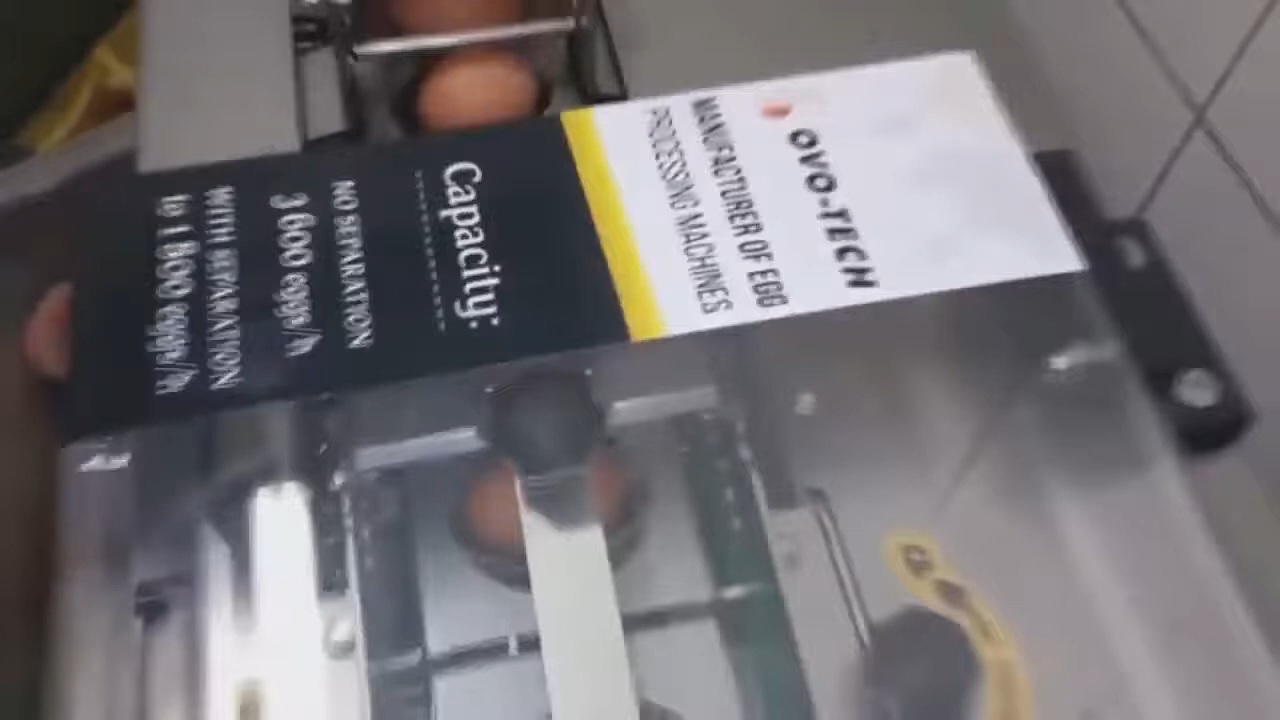 OVO-TECH
MANUFACTURER OF EGG
PROCESSING MACHINES
Capacity:
NO SEPARATION
3 600 eggs/h
WITH SEPARATION
to 1 800 eggs/h